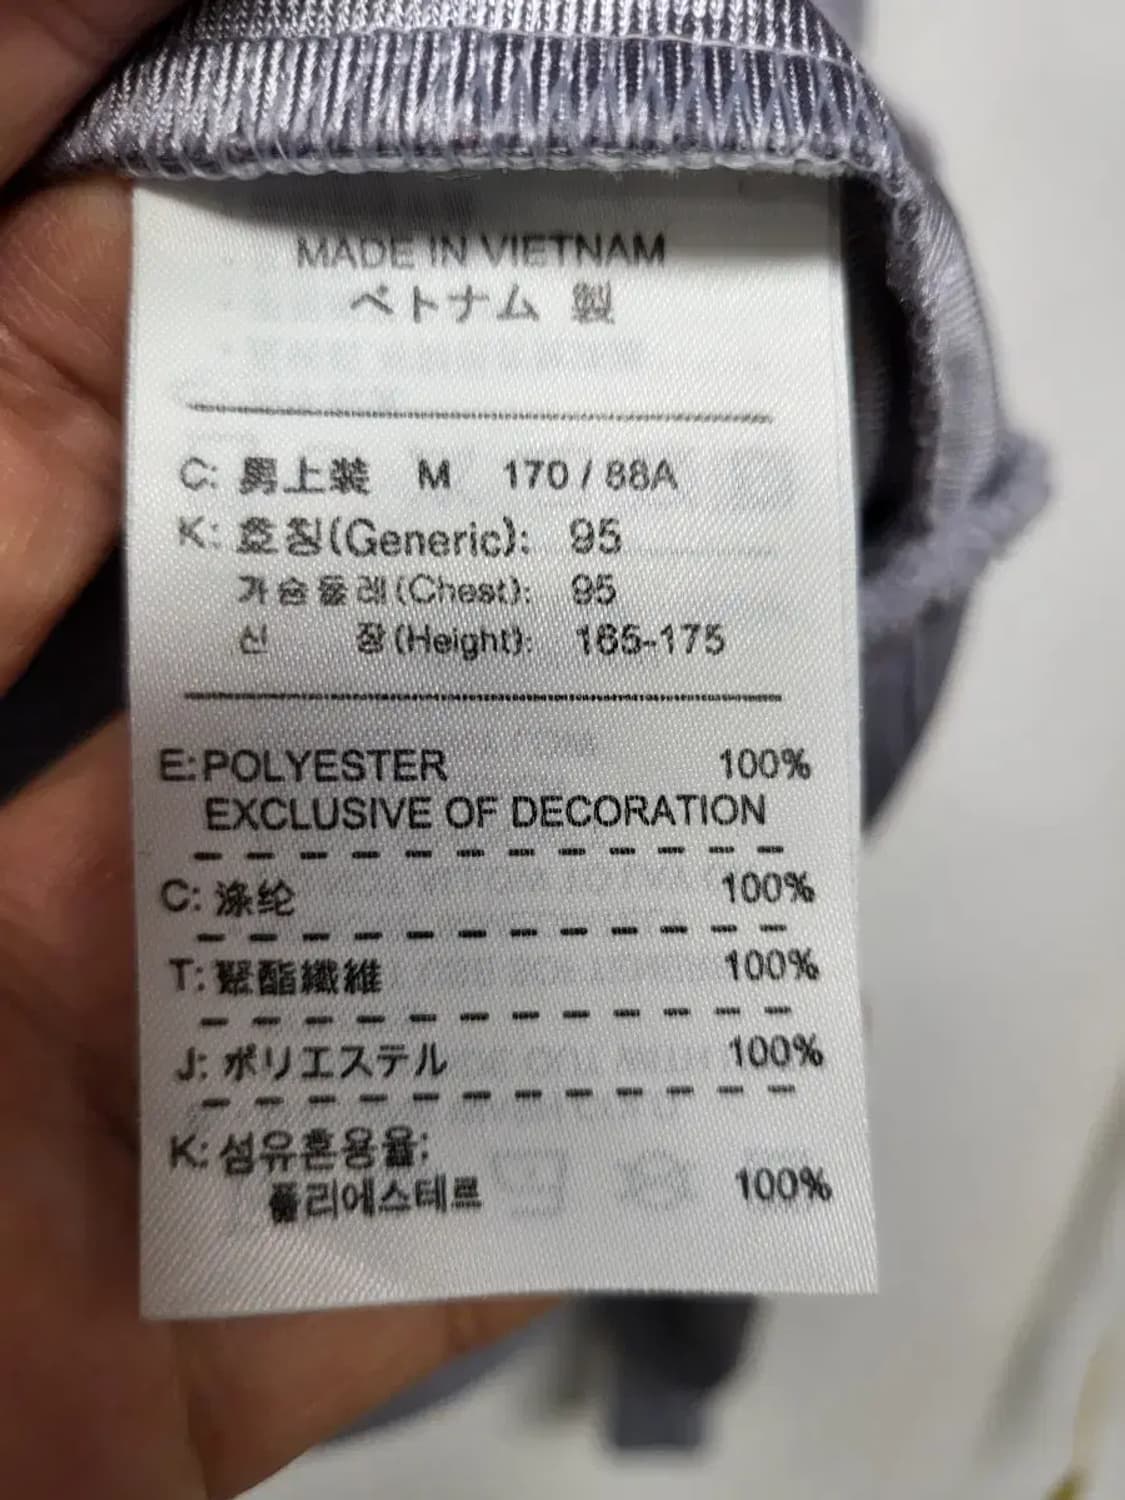 MADE IN VIETNAM
ベトナム 製
C: 男上装 M 170 / 88A
K: 호칭(Generic): 95
가슴둘레(Chest): 95
신 장(Height): 165-175
E: POLYESTER 100%
EXCLUSIVE OF DECORATION
C: 涤纶 100%
T: 聚酯纖維 100%
J: ポリエステル 100%
K: 섬유혼용율:
폴리에스테르 100%